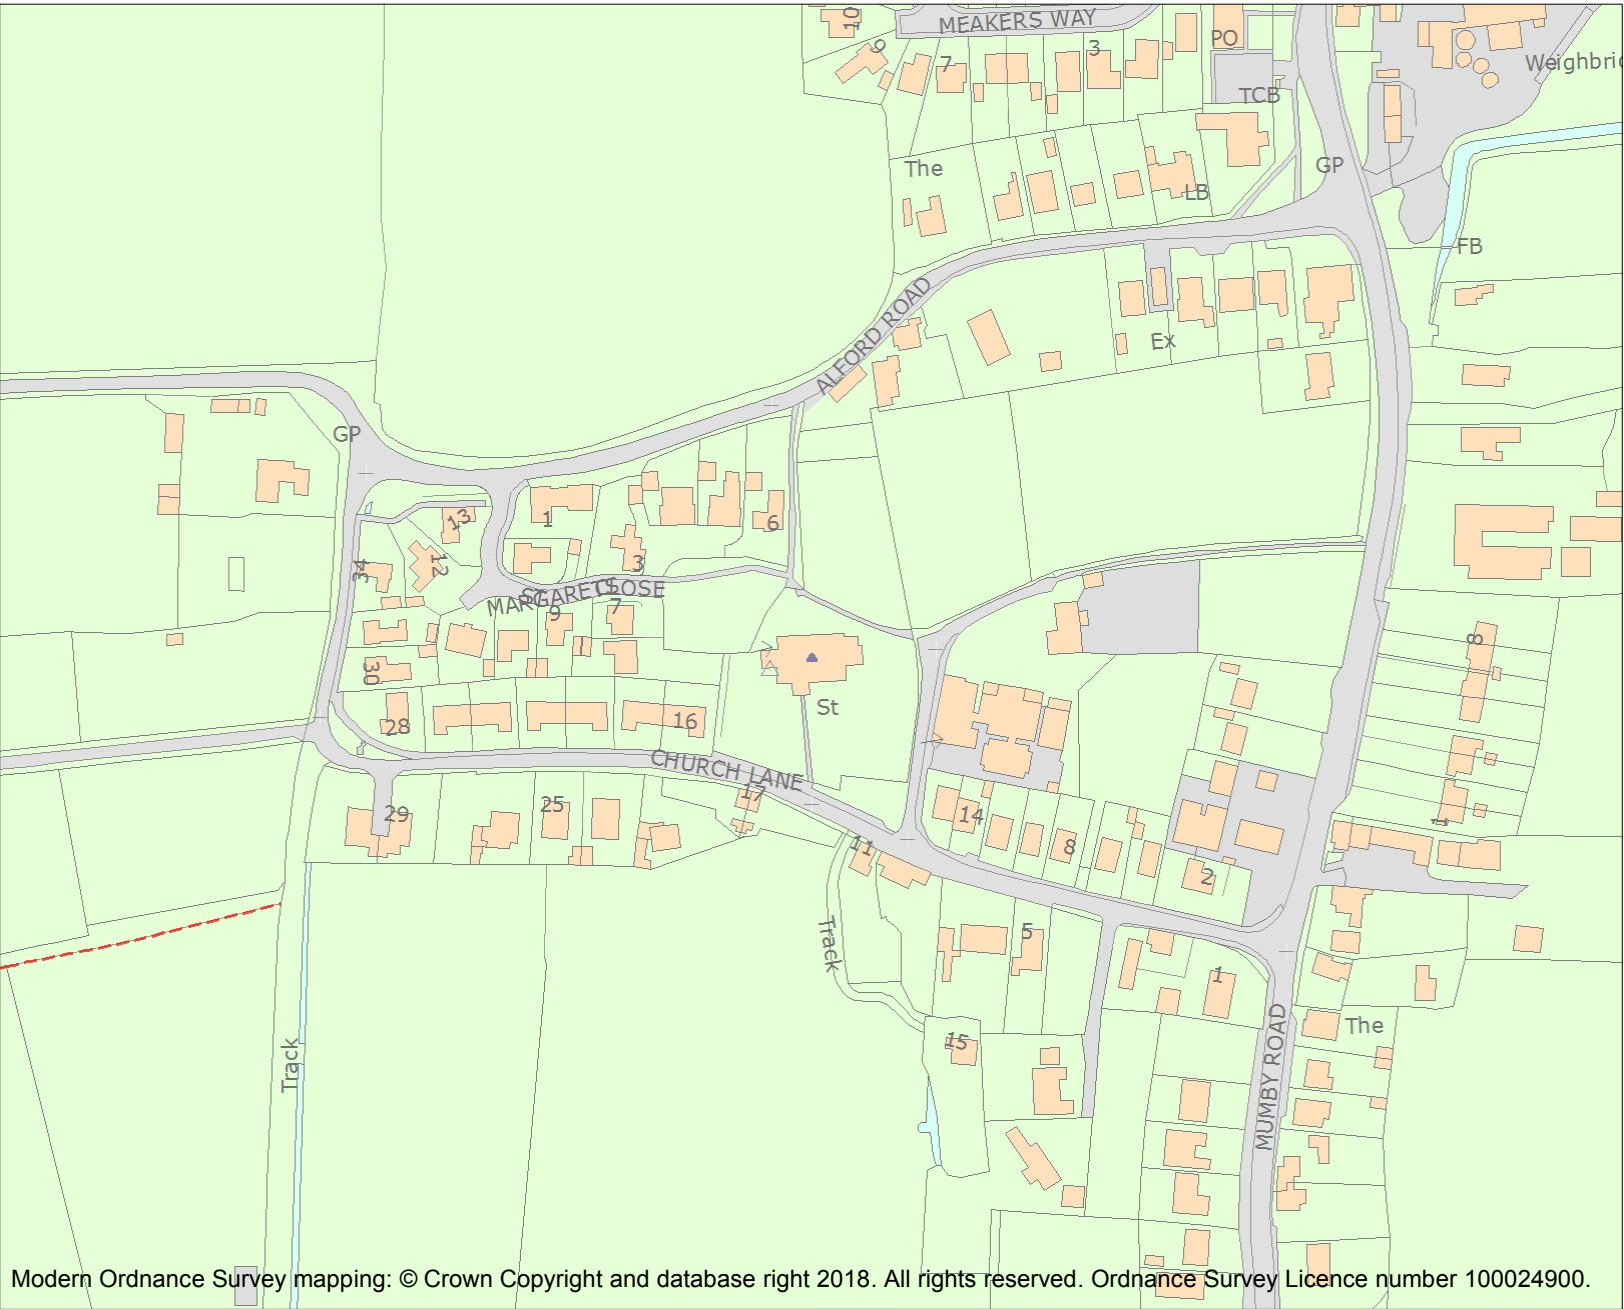 10
MEAKERS WAY
9
7
3
PO
Weighbri
TCB
The
GP
LB
FB
ALFORD ROAD
Ex
GP
13
1
6
34
12
3
ST
MARGARETS CLOSE
9
7
8
30
28
16
St
CHURCH LANE
17
29
25
14
11
8
2
1
Track
5
1
The
15
Track
MUMBY ROAD
Modern Ordnance Survey mapping: © Crown Copyright and database right 2018. All rights reserved. Ordnance Survey Licence number 100024900.